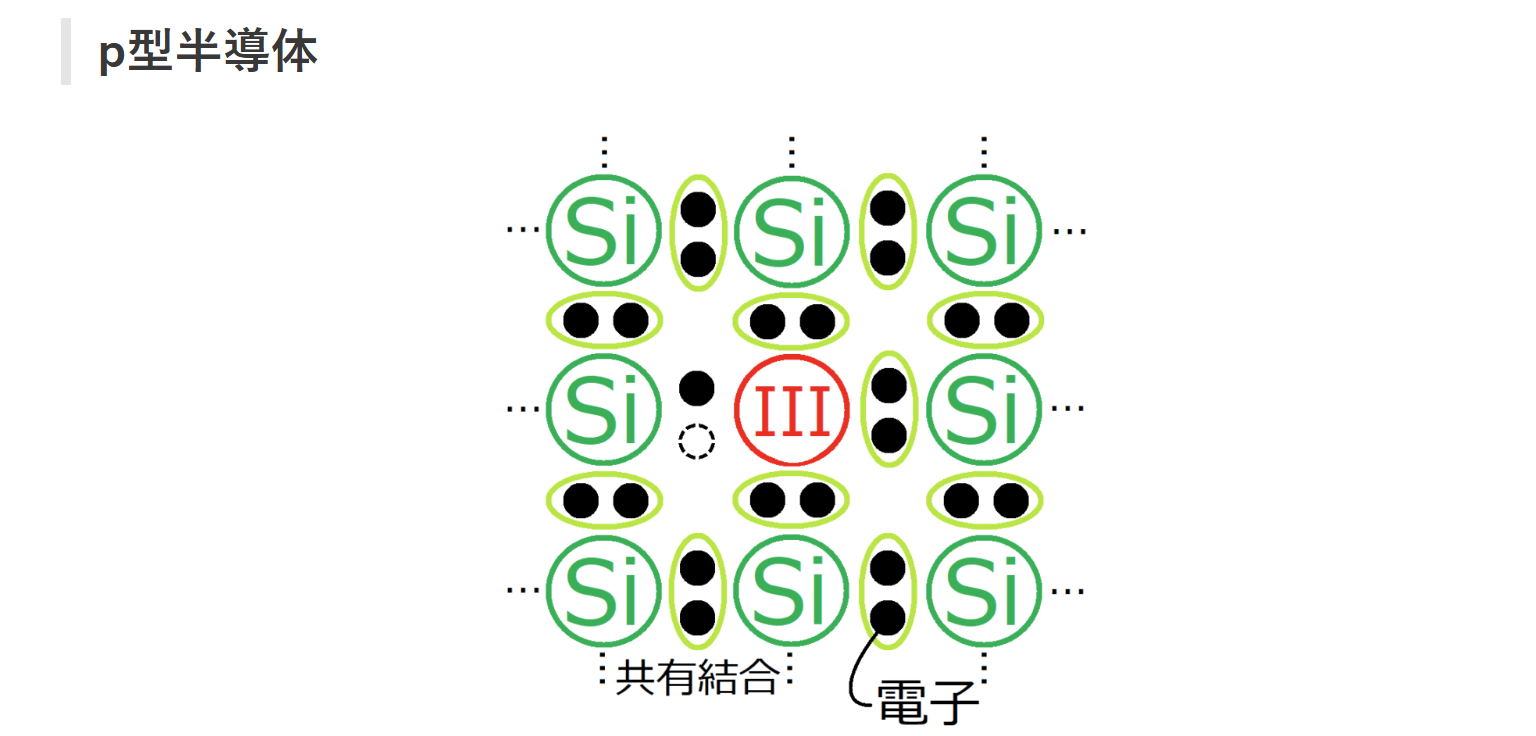 p型半導体
⋮ ⋮ ⋮
… Si Si Si …
… Si III Si …
… Si Si Si …
⋮ 共有結合 ⋮ ⋮
電子